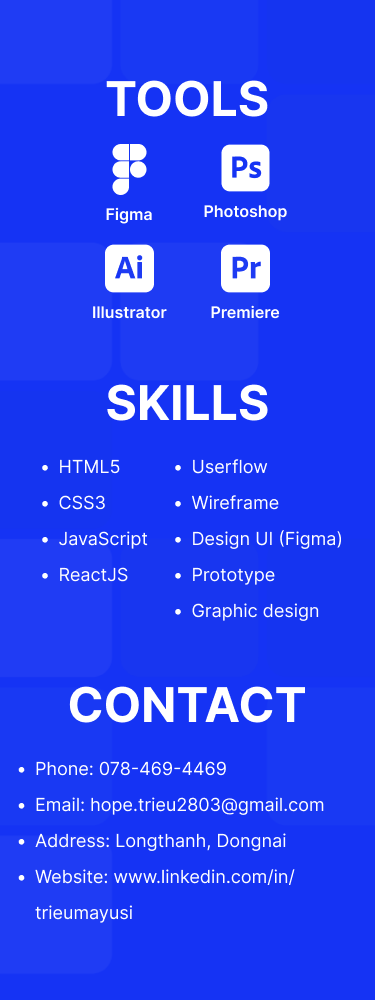 TOOLS
Figma
Ps
Photoshop
Ai
Illustrator
Pr
Premiere
SKILLS
• HTML5
• CSS3
• JavaScript
• ReactJS
• Userflow
• Wireframe
• Design UI (Figma)
• Prototype
• Graphic design
CONTACT
• Phone: 078-469-4469
• Email: hope.trieu2803@gmail.com
• Address: Longthanh, Dongnai
• Website: www.linkedin.com/in/
trieumayusi